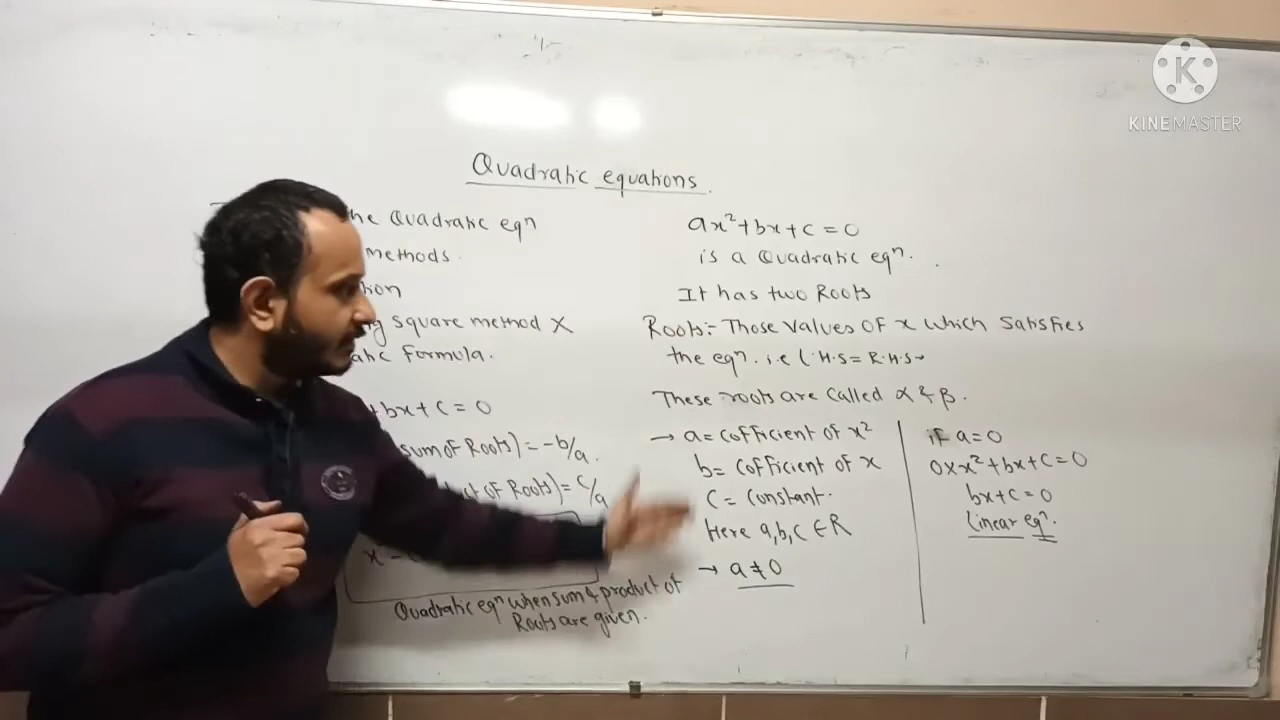 Quadratic equations.
he Quadratic eqn
methods.
ion
g square method X
atic formula.
+bx+c=0
sum of Roots) = -b/a.
ct of Roots) = c/a
x
Quadratic eqn when sum & product of
Roots are given.
ax²+bx+c=0
is a Quadratic eqn.
It has two Roots
Roots:- Those values of x which satisfies
the eqn. i.e L.H.S = R.H.S
These roots are called α & β.
→ a = cofficient of x²
b = cofficient of x
c = constant.
Here a,b,c ∈ R
→ a ≠ 0
if a=0
0xx²+bx+c=0
bx+c=0
Linear eqn.
K
KINEMASTER